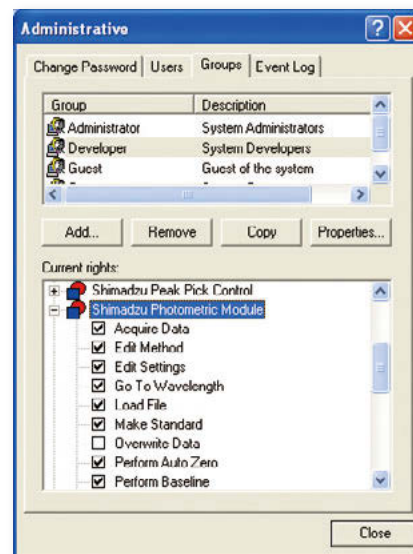 Administrative
Change Password Users Groups Event Log
Group Description
Administrator System Administrators
Developer System Developers
Guest Guest of the system
Add... Remove Copy Properties...
Current rights:
Shimadzu Peak Pick Control
Shimadzu Photometric Module
Acquire Data
Edit Method
Edit Settings
Go To Wavelength
Load File
Make Standard
Overwrite Data
Perform Auto Zero
Perform Baseline
Close